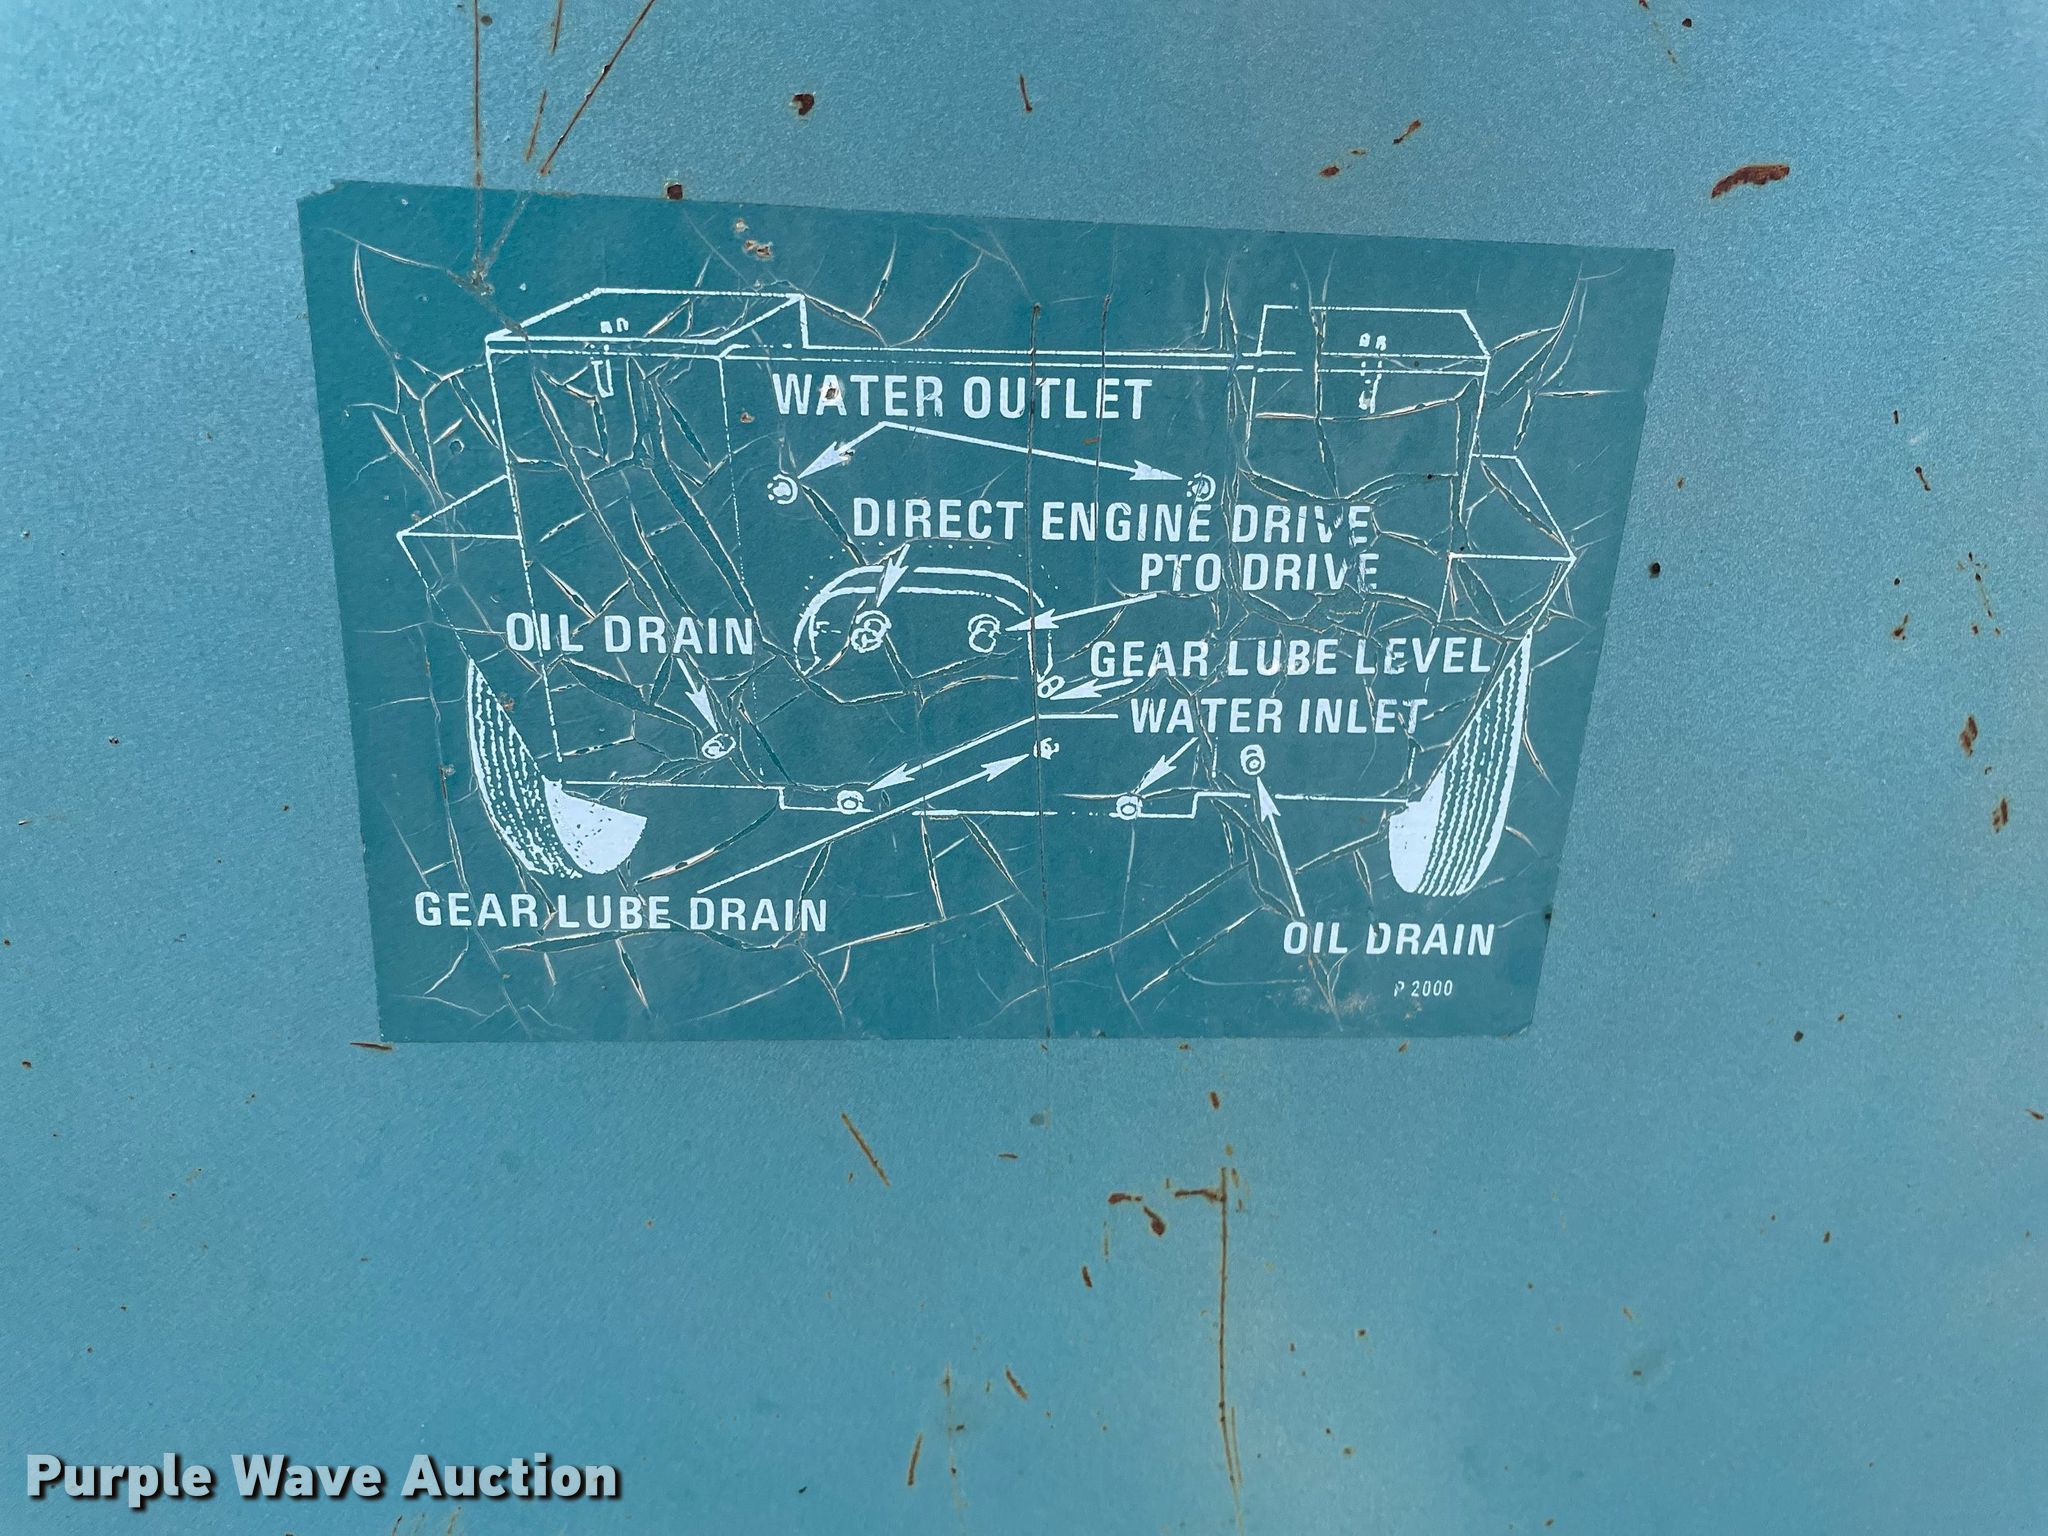 WATER OUTLET
DIRECT ENGINE DRIVE
PTO DRIVE
OIL DRAIN
GEAR LUBE LEVEL
WATER INLET
GEAR LUBE DRAIN
OIL DRAIN
P 2000
Purple Wave Auction